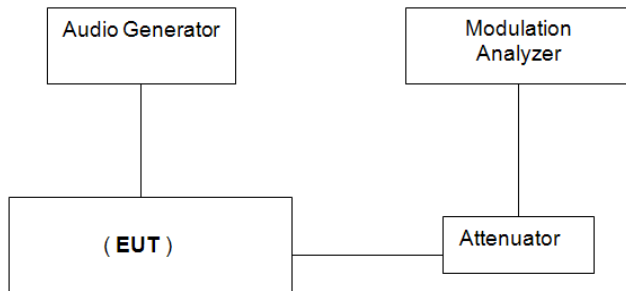 Audio Generator
Modulation
Analyzer
( EUT )
Attenuator